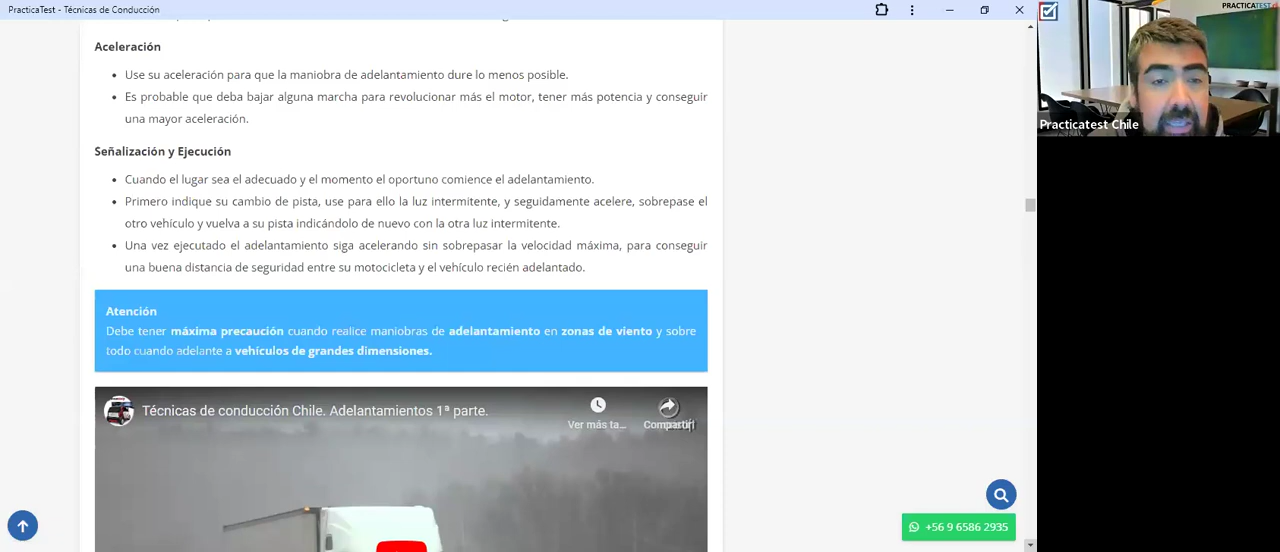 PracticaTest - Técnicas de Conducción
PRACTICATEST
Aceleración
• Use su aceleración para que la maniobra de adelantamiento dure lo menos posible.
• Es probable que deba bajar alguna marcha para revolucionar más el motor, tener más potencia y conseguir
una mayor aceleración.
Señalización y Ejecución
• Cuando el lugar sea el adecuado y el momento el oportuno comience el adelantamiento.
• Primero indique su cambio de pista, use para ello la luz intermitente, y seguidamente acelere, sobrepase el
otro vehículo y vuelva a su pista indicándolo de nuevo con la otra luz intermitente.
• Una vez ejecutado el adelantamiento siga acelerando sin sobrepasar la velocidad máxima, para conseguir
una buena distancia de seguridad entre su motocicleta y el vehículo recién adelantado.
Atención
Debe tener máxima precaución cuando realice maniobras de adelantamiento en zonas de viento y sobre
todo cuando adelante a vehículos de grandes dimensiones.
Técnicas de conducción Chile. Adelantamientos 1ª parte.
Ver más ta...
Compartir
+56 9 6586 2935
Practicatest Chile